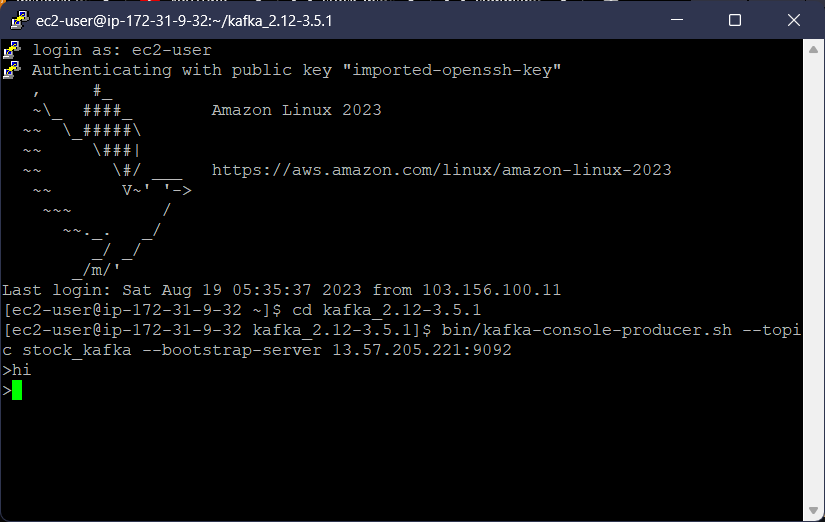 ec2-user@ip-172-31-9-32:~/kafka_2.12-3.5.1
login as: ec2-user
Authenticating with public key "imported-openssh-key"
   ,     #_
   ~\_  ####_        Amazon Linux 2023
  ~~  \_#####\
  ~~     \###|
  ~~       \#/ ___   https://aws.amazon.com/linux/amazon-linux-2023
   ~~       V~' '->
    ~~~         /
      ~~._.   _/
         _/ _/
       _/m/'
Last login: Sat Aug 19 05:35:37 2023 from 103.156.100.11
[ec2-user@ip-172-31-9-32 ~]$ cd kafka_2.12-3.5.1
[ec2-user@ip-172-31-9-32 kafka_2.12-3.5.1]$ bin/kafka-console-producer.sh --topi
c stock_kafka --bootstrap-server 13.57.205.221:9092
>hi
>